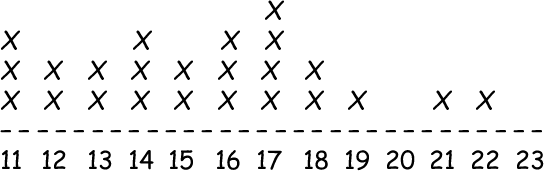 X
X X X X
X X X X X X X X
X X X X X X X X X X X
11 12 13 14 15 16 17 18 19 20 21 22 23